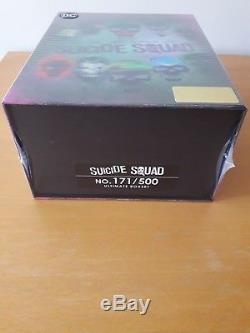 DC
SUICIDE SQUAD
SUICIDE SQUAD
NO.171/500
ULTIMATE BOXSET